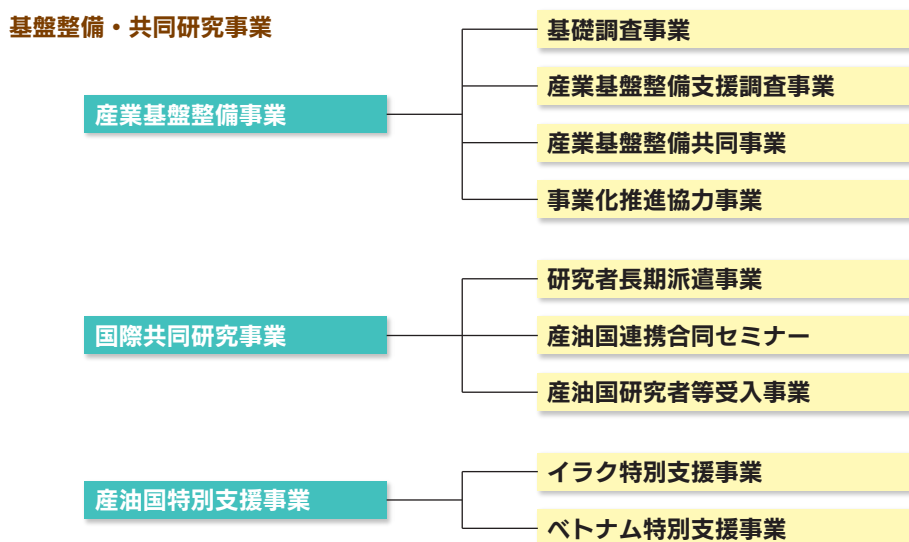 基盤整備・共同研究事業
産業基盤整備事業
基礎調査事業
産業基盤整備支援調査事業
産業基盤整備共同事業
事業化推進協力事業
国際共同研究事業
研究者長期派遣事業
産油国連携合同セミナー
産油国研究者等受入事業
産油国特別支援事業
イラク特別支援事業
ベトナム特別支援事業